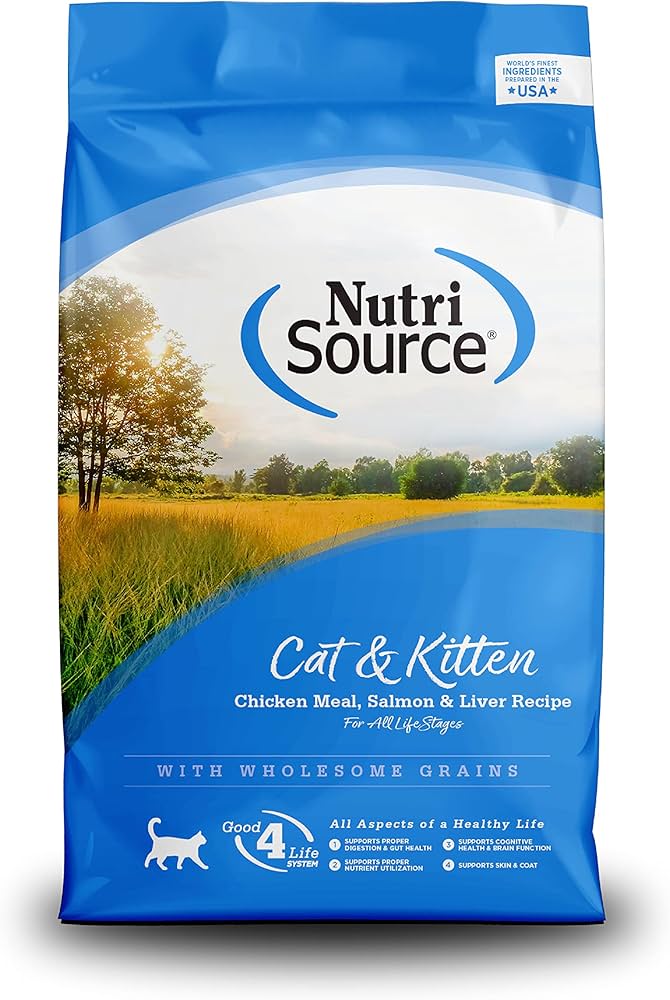 WORLD'S FINEST
INGREDIENTS
PREPARED IN THE
★USA★
Nutri
Source®
Cat & Kitten
Chicken Meal, Salmon & Liver Recipe
For All Life Stages
WITH WHOLESOME GRAINS
Good 4 Life
SYSTEM
All Aspects of a Healthy Life
1 SUPPORTS PROPER
DIGESTION & GUT HEALTH
2 SUPPORTS PROPER
NUTRIENT UTILIZATION
3 SUPPORTS COGNITIVE
HEALTH & BRAIN FUNCTION
4 SUPPORTS SKIN & COAT